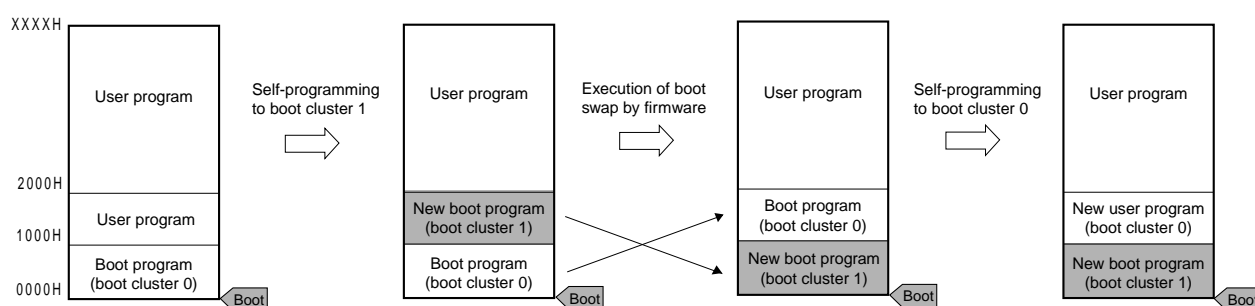 XXXXH
User program
Self-programming
to boot cluster 1
User program
Execution of boot
swap by firmware
User program
Self-programming
to boot cluster 0
User program
2000H
User program
New boot program
(boot cluster 1)
Boot program
(boot cluster 0)
New user program
(boot cluster 0)
1000H
Boot program
(boot cluster 0)
Boot program
(boot cluster 0)
New boot program
(boot cluster 1)
New boot program
(boot cluster 1)
0000H
Boot
Boot
Boot
Boot